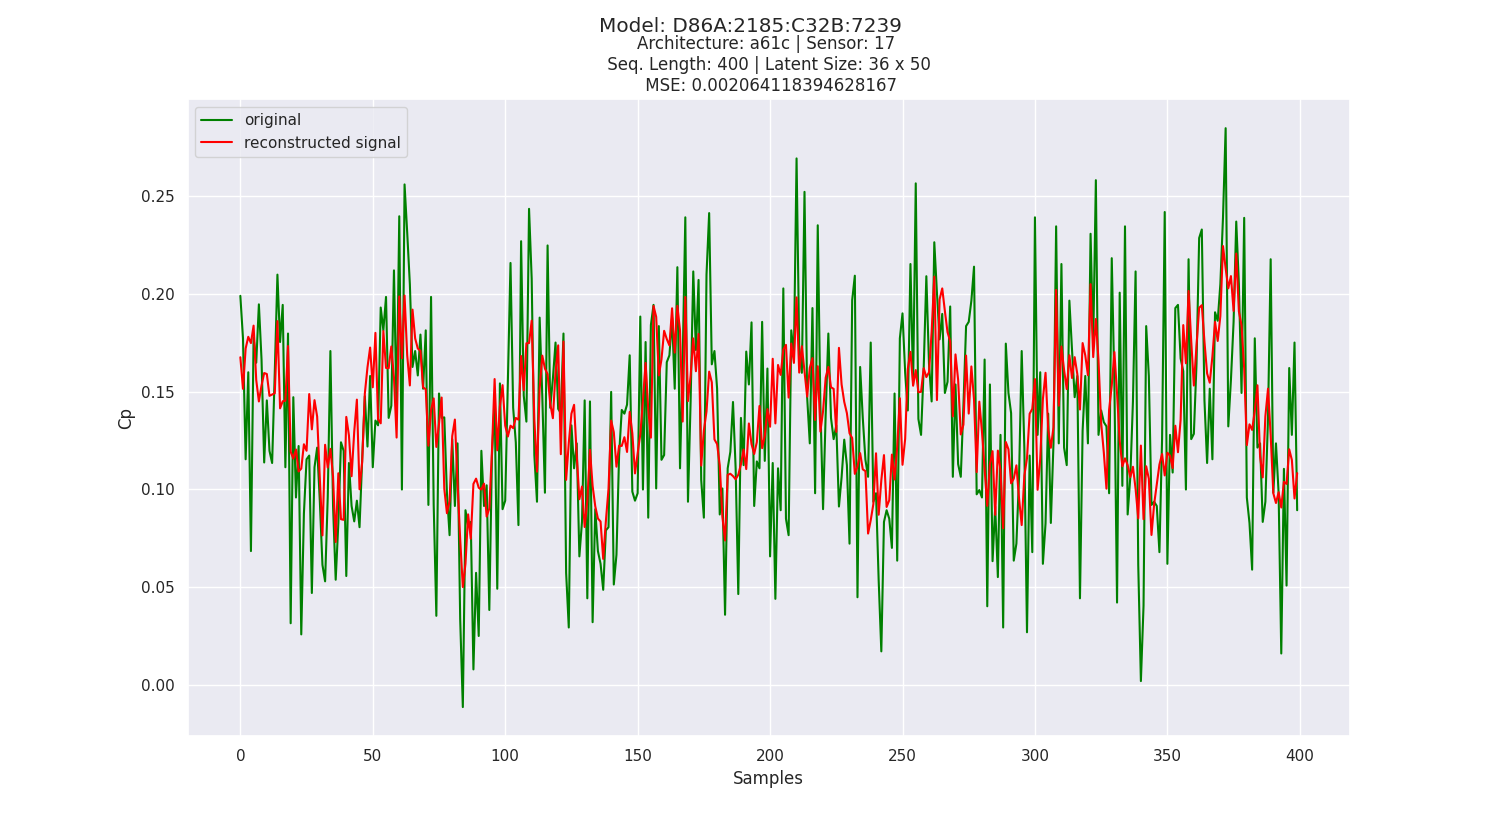 Model: D86A:2185:C32B:7239
Architecture: a61c | Sensor: 17
Seq. Length: 400 | Latent Size: 36 x 50
MSE: 0.002064118394628167
original
reconstructed signal
0.25
0.20
0.15
0.10
0.05
0.00
Cp
0 50 100 150 200 250 300 350 400
Samples